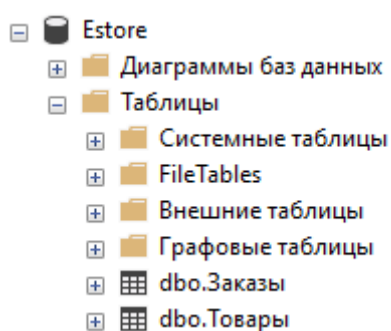 Estore
Диаграммы баз данных
Таблицы
Системные таблицы
FileTables
Внешние таблицы
Графовые таблицы
dbo.Заказы
dbo.Товары